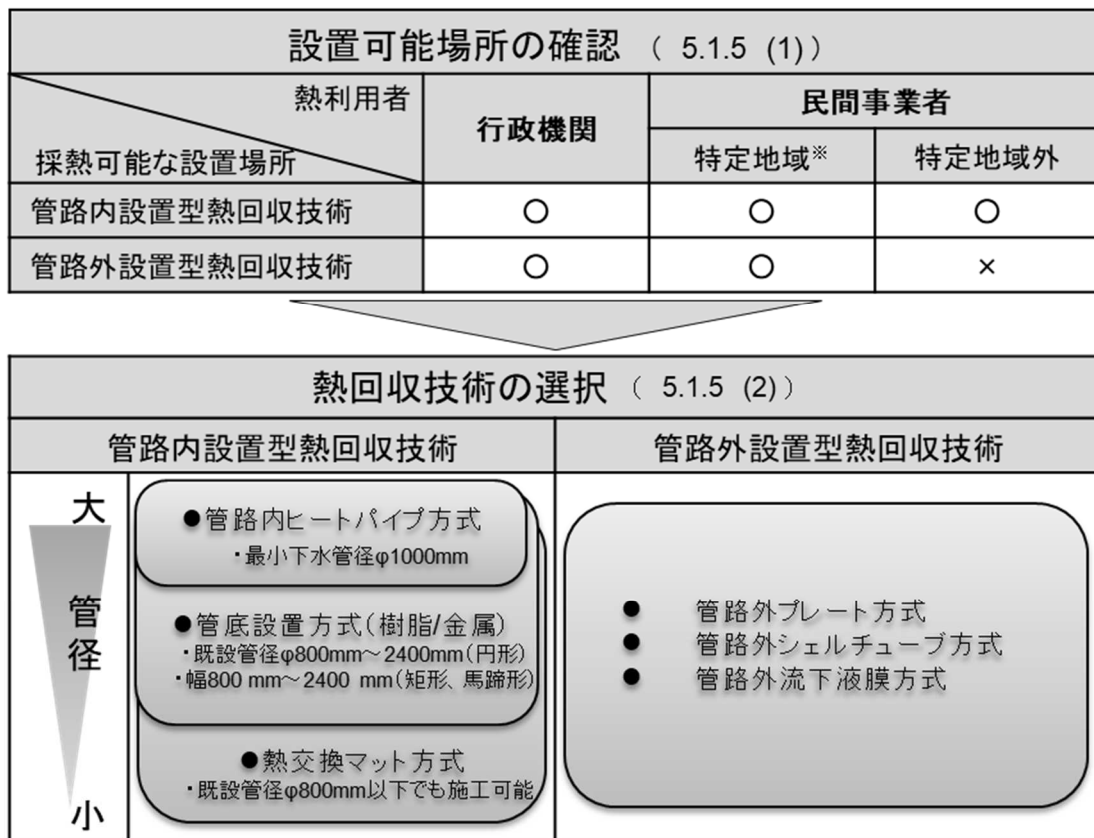 設置可能場所の確認 ( 5.1.5 (1) )
熱利用者
採熱可能な設置場所
行政機関
民間事業者
特定地域※
特定地域外
管路内設置型熱回収技術 ○ ○ ○
管路外設置型熱回収技術 ○ ○ ×
熱回収技術の選択 ( 5.1.5 (2) )
管路内設置型熱回収技術
管路外設置型熱回収技術
大
管
径
小
●管路内ヒートパイプ方式
・最小下水管径φ1000mm
●管底設置方式(樹脂/金属)
・既設管径φ800mm～2400mm(円形)
・幅800 mm～2400 mm(矩形、馬蹄形)
●熱交換マット方式
・既設管径φ800mm以下でも施工可能
● 管路外プレート方式
● 管路外シェルチューブ方式
● 管路外流下液膜方式